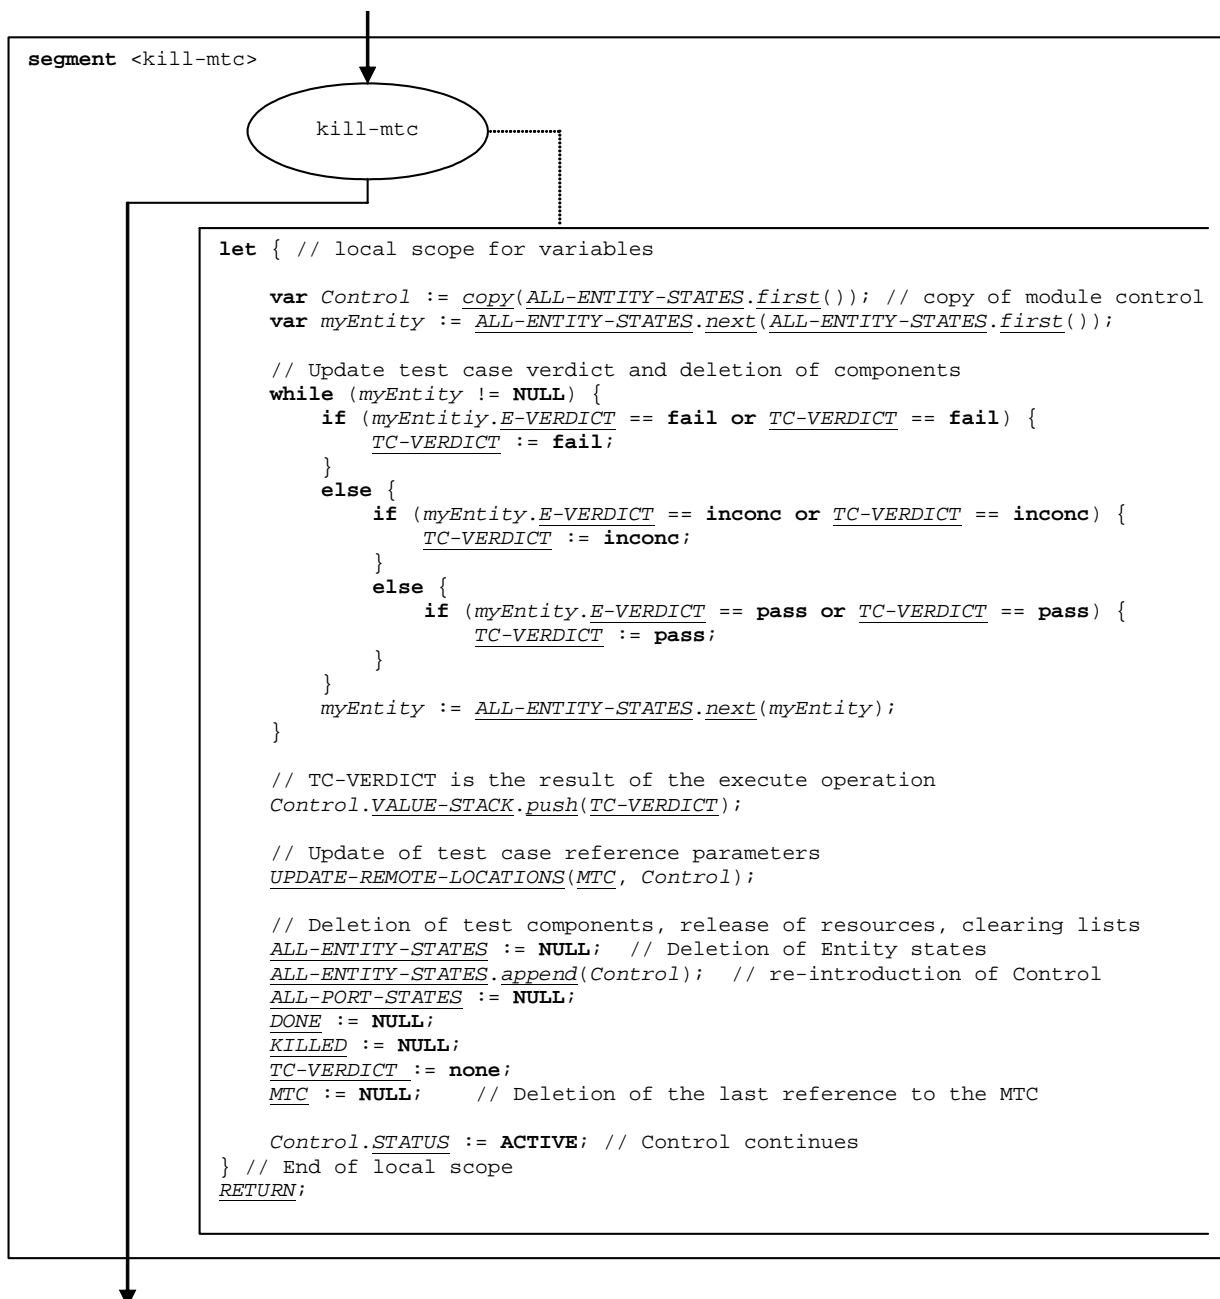 segment <kill-mtc>
kill-mtc
let { // local scope for variables
var Control := copy(ALL-ENTITY-STATES.first()); // copy of module control
var myEntity := ALL-ENTITY-STATES.next(ALL-ENTITY-STATES.first());
// Update test case verdict and deletion of components
while (myEntity != NULL) {
if (myEntitiy.E-VERDICT == fail or TC-VERDICT == fail) {
TC-VERDICT := fail;
}
else {
if (myEntity.E-VERDICT == inconc or TC-VERDICT == inconc) {
TC-VERDICT := inconc;
}
else {
if (myEntity.E-VERDICT == pass or TC-VERDICT == pass) {
TC-VERDICT := pass;
}
}
myEntity := ALL-ENTITY-STATES.next(myEntity);
}
// TC-VERDICT is the result of the execute operation
Control.VALUE-STACK.push(TC-VERDICT);
// Update of test case reference parameters
UPDATE-REMOTE-LOCATIONS(MTC, Control);
// Deletion of test components, release of resources, clearing lists
ALL-ENTITY-STATES := NULL; // Deletion of Entity states
ALL-ENTITY-STATES.append(Control); // re-introduction of Control
ALL-PORT-STATES := NULL;
DONE := NULL;
KILLED := NULL;
TC-VERDICT := none;
MTC := NULL; // Deletion of the last reference to the MTC
Control.STATUS := ACTIVE; // Control continues
} // End of local scope
RETURN;